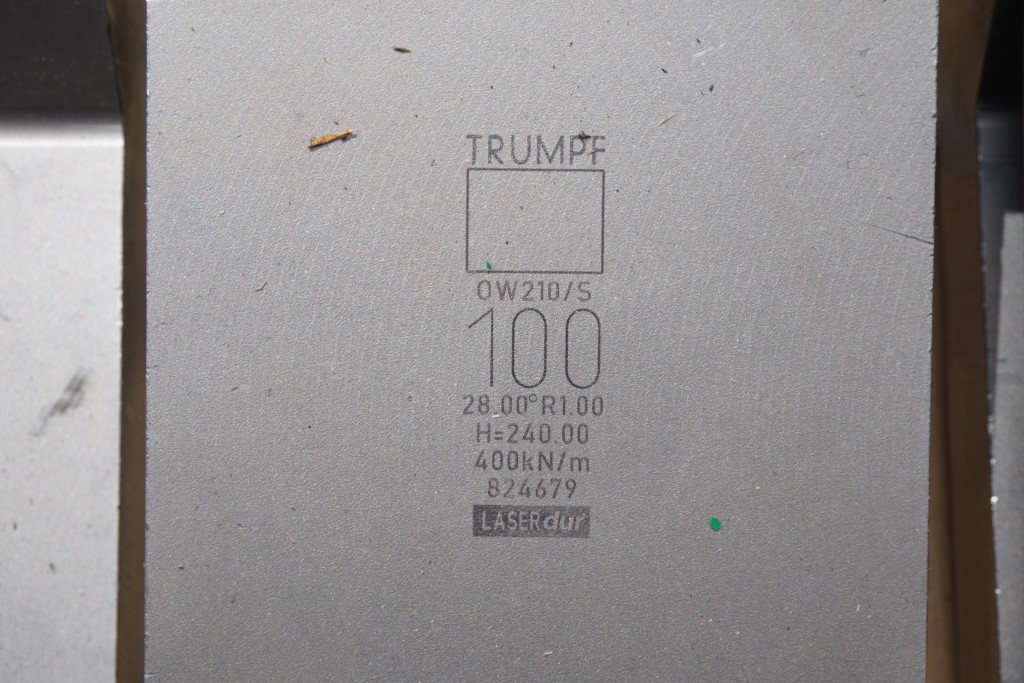 TRUMPF
OW210/S
100
28.00°R1.00
H=240.00
400kN/m
824679
LASERdur